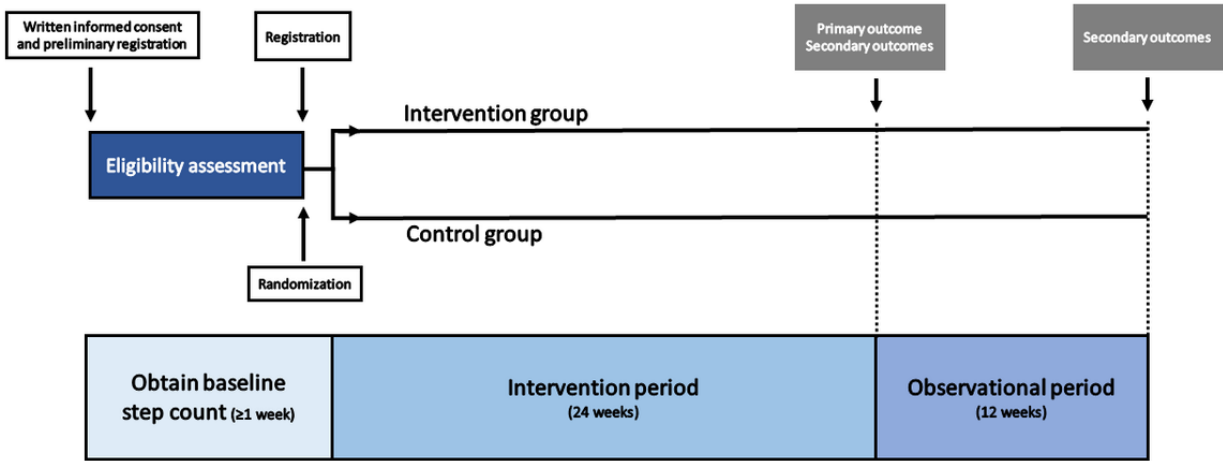 Written informed consent
and preliminary registration
Registration
Primary outcome
Secondary outcomes
Secondary outcomes
Intervention group
Eligibility assessment
Control group
Randomization
Obtain baseline
step count (≥1 week)
Intervention period
(24 weeks)
Observational period
(12 weeks)